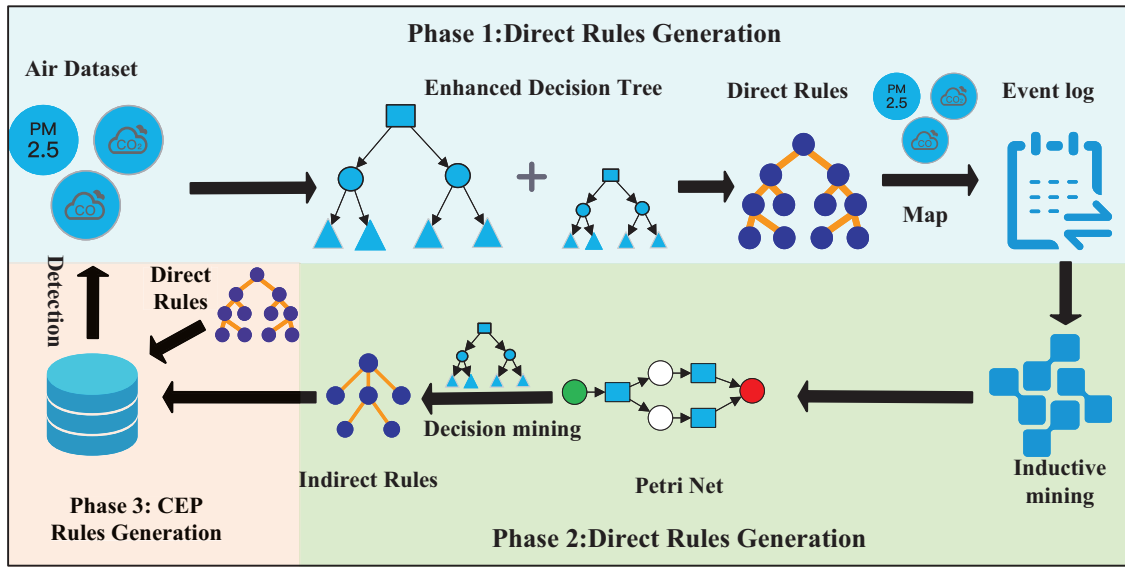 Phase 1:Direct Rules Generation
Air Dataset
PM
2.5
CO₂
CO
Enhanced Decision Tree
Direct Rules
PM
2.5
CO₂
CO
Map
Event log
Detection
Direct
Rules
Decision mining
Indirect Rules
Petri Net
Inductive
mining
Phase 3: CEP
Rules Generation
Phase 2:Direct Rules Generation